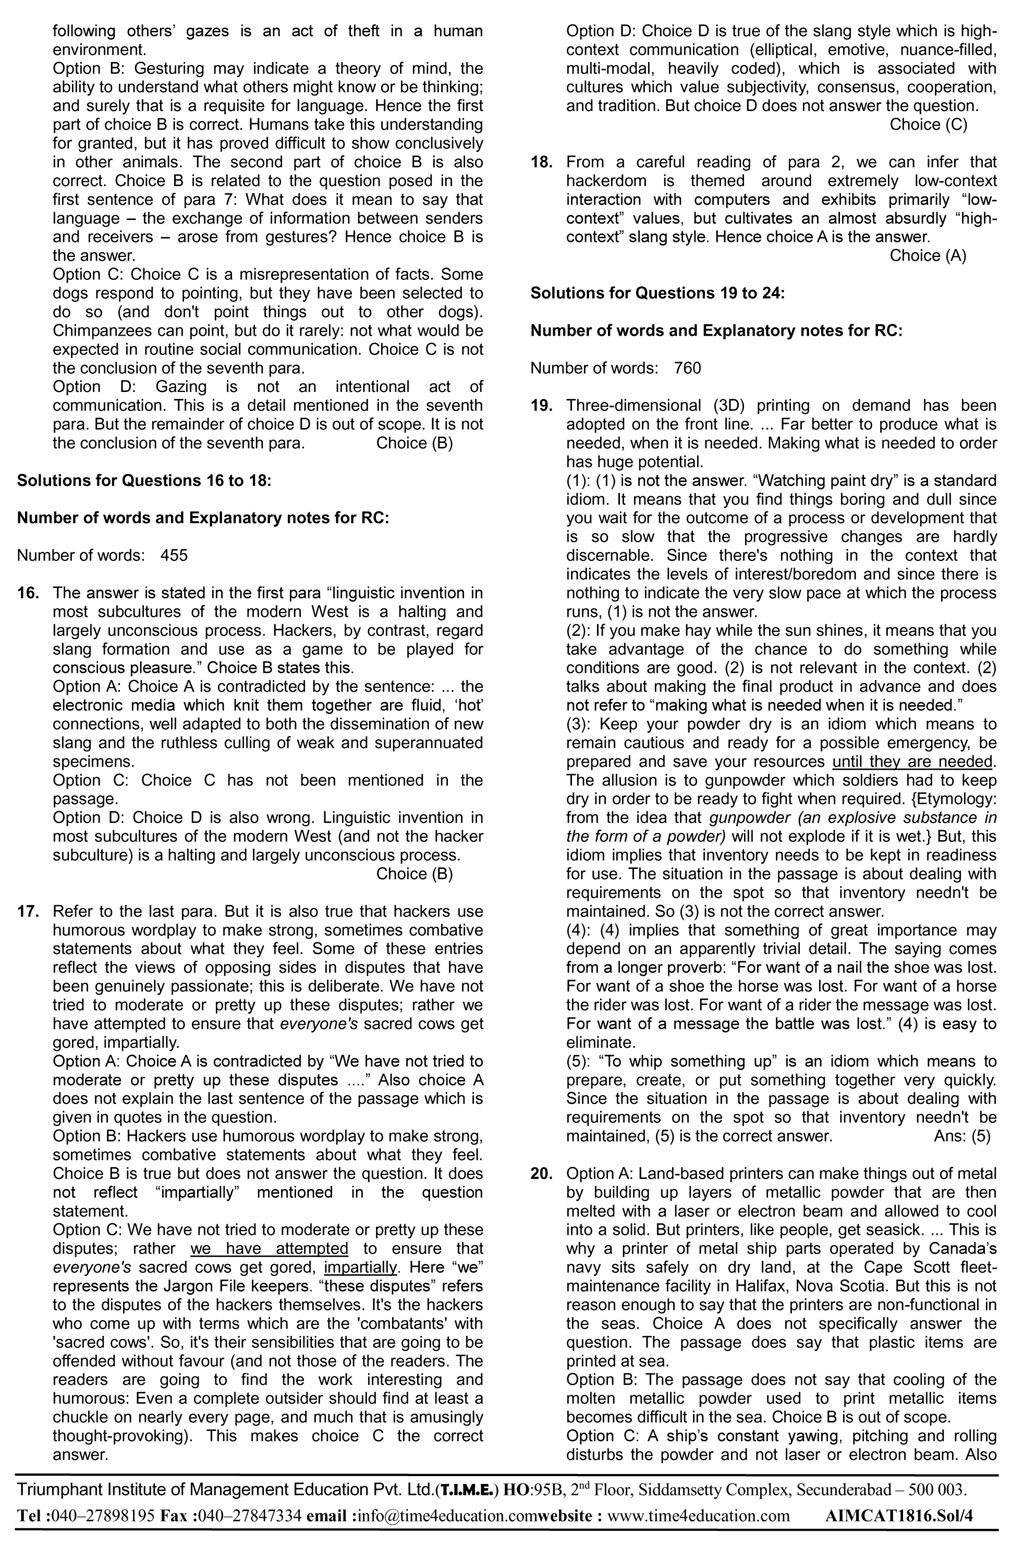 following others’ gazes is an act of theft in a human
environment.
Option B: Gesturing may indicate a theory of mind, the
ability to understand what others might know or be thinking;
and surely that is a requisite for language. Hence the first
part of choice B is correct. Humans take this understanding
for granted, but it has proved difficult to show conclusively
in other animals. The second part of choice B is also
correct. Choice B is related to the question posed in the
first sentence of para 7: What does it mean to say that
language – the exchange of information between senders
and receivers – arose from gestures? Hence choice B is
the answer.
Option C: Choice C is a misrepresentation of facts. Some
dogs respond to pointing, but they have been selected to
do so (and don't point things out to other dogs).
Chimpanzees can point, but do it rarely: not what would be
expected in routine social communication. Choice C is not
the conclusion of the seventh para.
Option D: Gazing is not an intentional act of
communication. This is a detail mentioned in the seventh
para. But the remainder of choice D is out of scope. It is not
the conclusion of the seventh para. Choice (B)
Solutions for Questions 16 to 18:
Number of words and Explanatory notes for RC:
Number of words: 455
16. The answer is stated in the first para “linguistic invention in
most subcultures of the modern West is a halting and
largely unconscious process. Hackers, by contrast, regard
slang formation and use as a game to be played for
conscious pleasure.” Choice B states this.
Option A: Choice A is contradicted by the sentence: ... the
electronic media which knit them together are fluid, ‘hot’
connections, well adapted to both the dissemination of new
slang and the ruthless culling of weak and superannuated
specimens.
Option C: Choice C has not been mentioned in the
passage.
Option D: Choice D is also wrong. Linguistic invention in
most subcultures of the modern West (and not the hacker
subculture) is a halting and largely unconscious process.
Choice (B)
17. Refer to the last para. But it is also true that hackers use
humorous wordplay to make strong, sometimes combative
statements about what they feel. Some of these entries
reflect the views of opposing sides in disputes that have
been genuinely passionate; this is deliberate. We have not
tried to moderate or pretty up these disputes; rather we
have attempted to ensure that everyone's sacred cows get
gored, impartially.
Option A: Choice A is contradicted by “We have not tried to
moderate or pretty up these disputes ....” Also choice A
does not explain the last sentence of the passage which is
given in quotes in the question.
Option B: Hackers use humorous wordplay to make strong,
sometimes combative statements about what they feel.
Choice B is true but does not answer the question. It does
not reflect “impartially” mentioned in the question
statement.
Option C: We have not tried to moderate or pretty up these
disputes; rather we have attempted to ensure that
everyone's sacred cows get gored, impartially. Here “we”
represents the Jargon File keepers. “these disputes” refers
to the disputes of the hackers themselves. It's the hackers
who come up with terms which are the 'combatants' with
'sacred cows'. So, it's their sensibilities that are going to be
offended without favour (and not those of the readers. The
readers are going to find the work interesting and
humorous: Even a complete outsider should find at least a
chuckle on nearly every page, and much that is amusingly
thought-provoking). This makes choice C the correct
answer.
Option D: Choice D is true of the slang style which is high-
context communication (elliptical, emotive, nuance-filled,
multi-modal, heavily coded), which is associated with
cultures which value subjectivity, consensus, cooperation,
and tradition. But choice D does not answer the question.
Choice (C)
18. From a careful reading of para 2, we can infer that
hackerdom is themed around extremely low-context
interaction with computers and exhibits primarily “low-
context” values, but cultivates an almost absurdly “high-
context” slang style. Hence choice A is the answer.
Choice (A)
Solutions for Questions 19 to 24:
Number of words and Explanatory notes for RC:
Number of words: 760
19. Three-dimensional (3D) printing on demand has been
adopted on the front line. ... Far better to produce what is
needed, when it is needed. Making what is needed to order
has huge potential.
(1): (1) is not the answer. “Watching paint dry” is a standard
idiom. It means that you find things boring and dull since
you wait for the outcome of a process or development that
is so slow that the progressive changes are hardly
discernable. Since there's nothing in the context that
indicates the levels of interest/boredom and since there is
nothing to indicate the very slow pace at which the process
runs, (1) is not the answer.
(2): If you make hay while the sun shines, it means that you
take advantage of the chance to do something while
conditions are good. (2) is not relevant in the context. (2)
talks about making the final product in advance and does
not refer to “making what is needed when it is needed.”
(3): Keep your powder dry is an idiom which means to
remain cautious and ready for a possible emergency, be
prepared and save your resources until they are needed.
The allusion is to gunpowder which soldiers had to keep
dry in order to be ready to fight when required. {Etymology:
from the idea that gunpowder (an explosive substance in
the form of a powder) will not explode if it is wet.} But, this
idiom implies that inventory needs to be kept in readiness
for use. The situation in the passage is about dealing with
requirements on the spot so that inventory needn't be
maintained. So (3) is not the correct answer.
(4): (4) implies that something of great importance may
depend on an apparently trivial detail. The saying comes
from a longer proverb: “For want of a nail the shoe was lost.
For want of a shoe the horse was lost. For want of a horse
the rider was lost. For want of a rider the message was lost.
For want of a message the battle was lost.” (4) is easy to
eliminate.
(5): “To whip something up” is an idiom which means to
prepare, create, or put something together very quickly.
Since the situation in the passage is about dealing with
requirements on the spot so that inventory needn't be
maintained, (5) is the correct answer. Ans: (5)
20. Option A: Land-based printers can make things out of metal
by building up layers of metallic powder that are then
melted with a laser or electron beam and allowed to cool
into a solid. But printers, like people, get seasick. ... This is
why a printer of metal ship parts operated by Canada’s
navy sits safely on dry land, at the Cape Scott fleet-
maintenance facility in Halifax, Nova Scotia. But this is not
reason enough to say that the printers are non-functional in
the seas. Choice A does not specifically answer the
question. The passage does say that plastic items are
printed at sea.
Option B: The passage does not say that cooling of the
molten metallic powder used to print metallic items
becomes difficult in the sea. Choice B is out of scope.
Option C: A ship’s constant yawing, pitching and rolling
disturbs the powder and not laser or electron beam. Also
Triumphant Institute of Management Education Pvt. Ltd.(T.I.M.E.) HO:95B, 2nd Floor, Siddamsetty Complex, Secunderabad – 500 003.
Tel :040–27898195 Fax :040–27847334 email :info@time4education.comwebsite : www.time4education.com AIMCAT1816.Sol/4